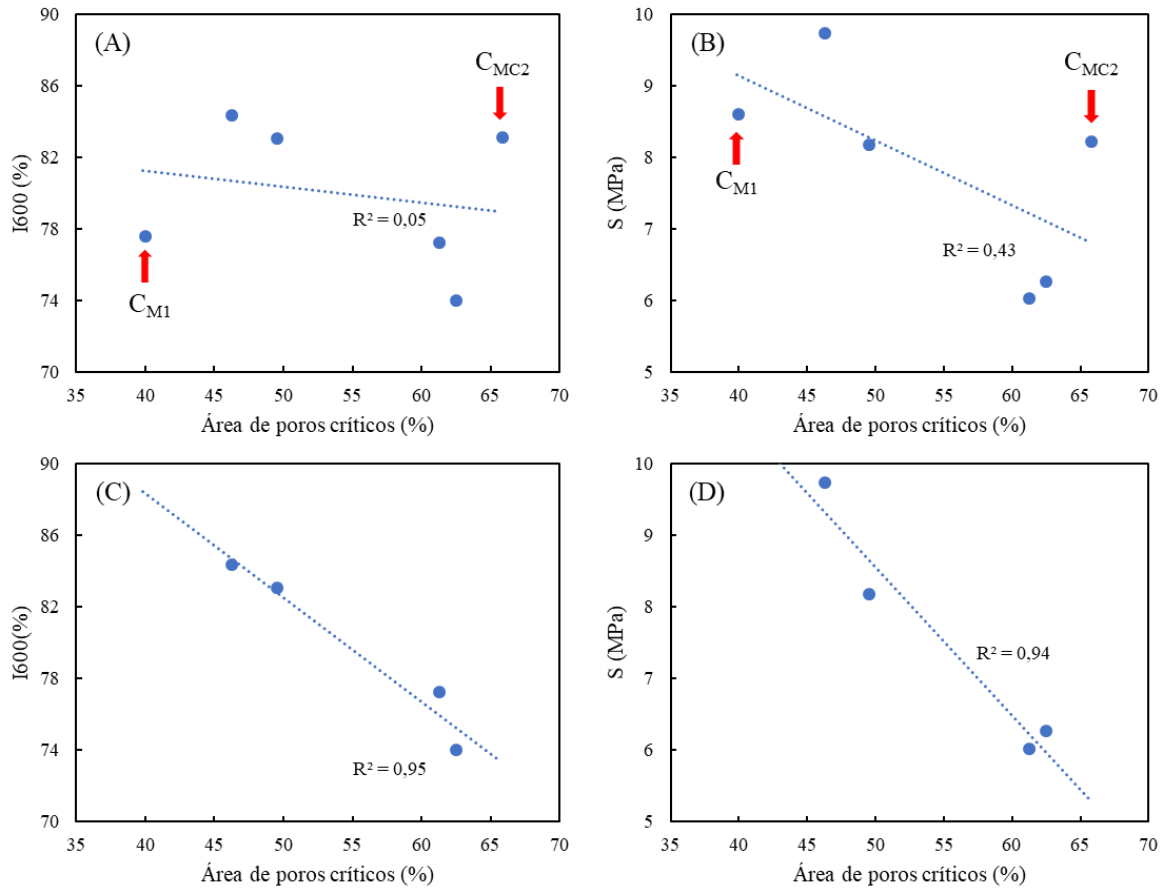 (A)
90
86
82
78
74
70
I600 (%)
C_MC2
C_M1
R² = 0,05
35 40 45 50 55 60 65 70
Área de poros críticos (%)
(B)
10
9
8
7
6
5
S (MPa)
C_MC2
C_M1
R² = 0,43
35 40 45 50 55 60 65 70
Área de poros críticos (%)
(C)
90
86
82
78
74
70
I600(%)
R² = 0,95
35 40 45 50 55 60 65 70
Área de poros críticos (%)
(D)
10
9
8
7
6
5
S (MPa)
R² = 0,94
35 40 45 50 55 60 65 70
Área de poros críticos (%)